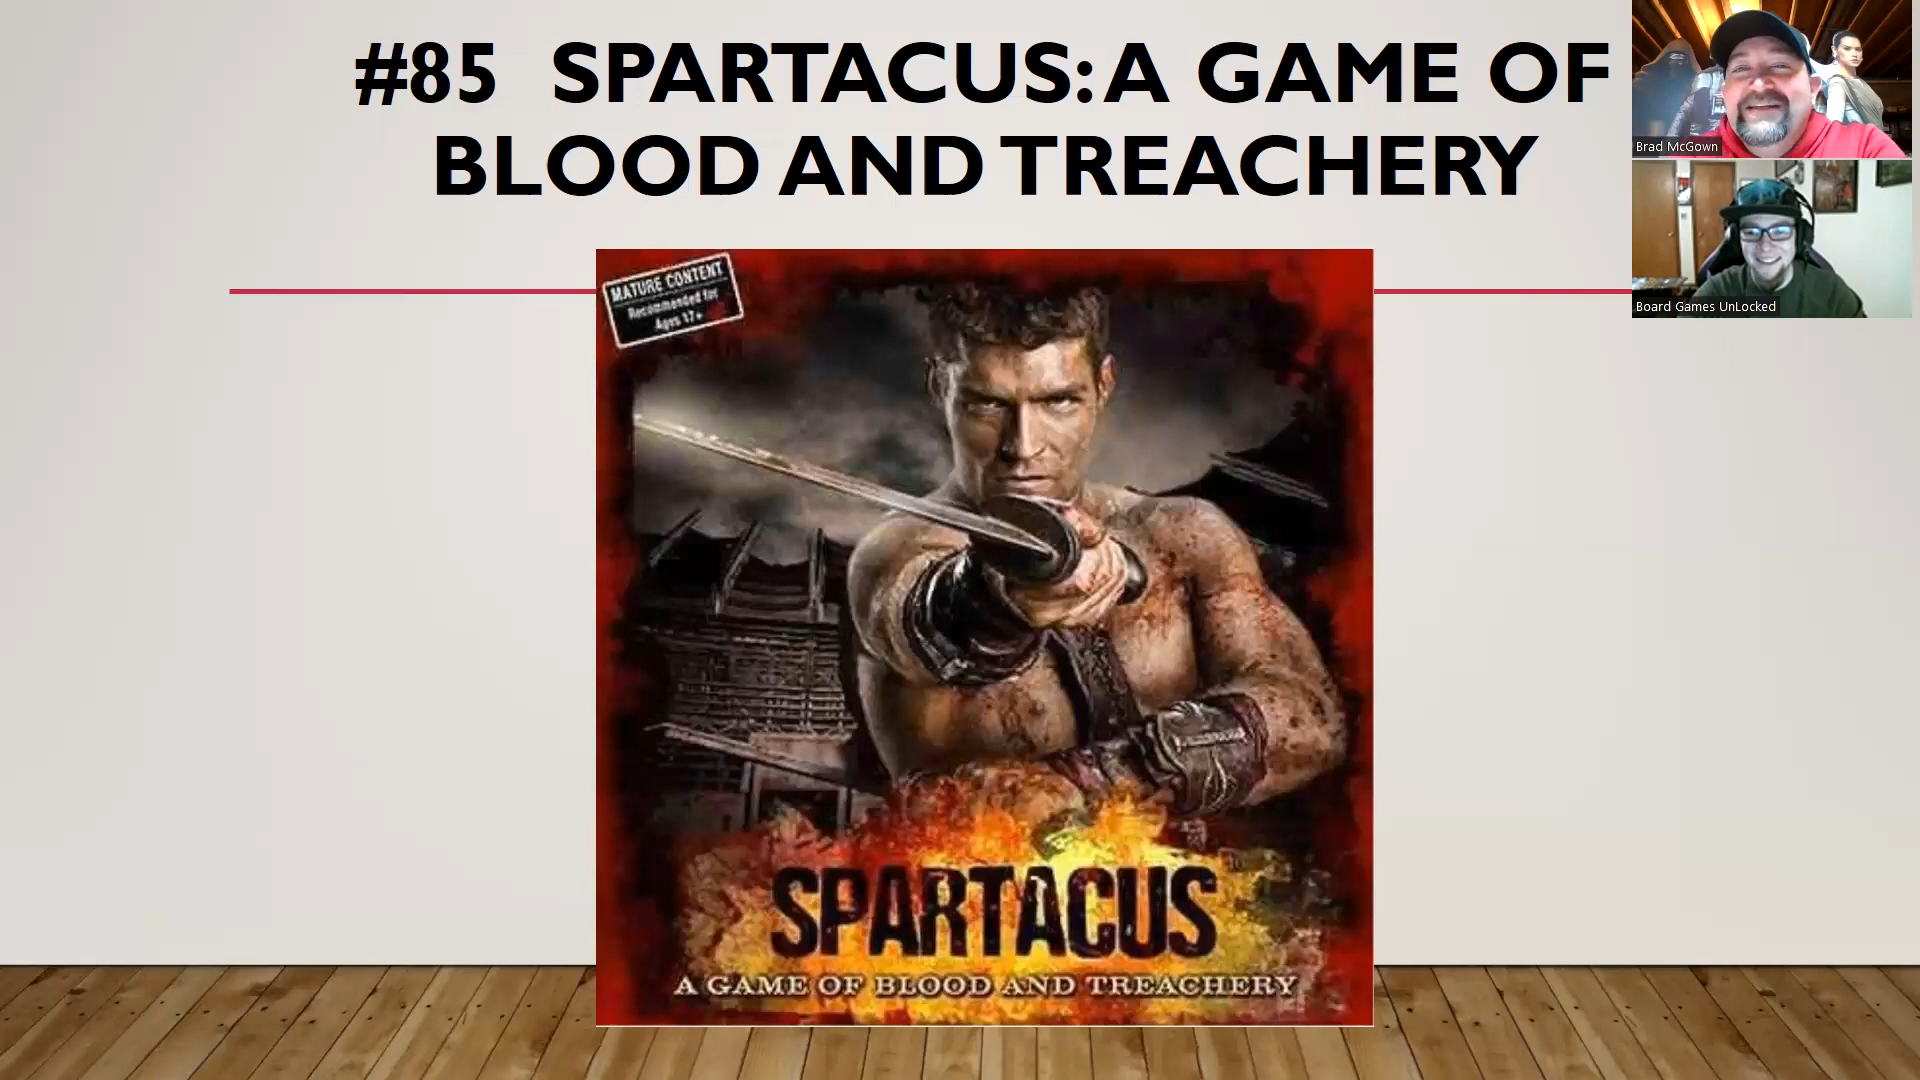 #85 SPARTACUS: A GAME OF
BLOOD AND TREACHERY
Brad McGown
Board Games UnLocked
MATURE CONTENT
Recommended for
Ages 17+
SPARTACUS
A GAME OF BLOOD AND TREACHERY